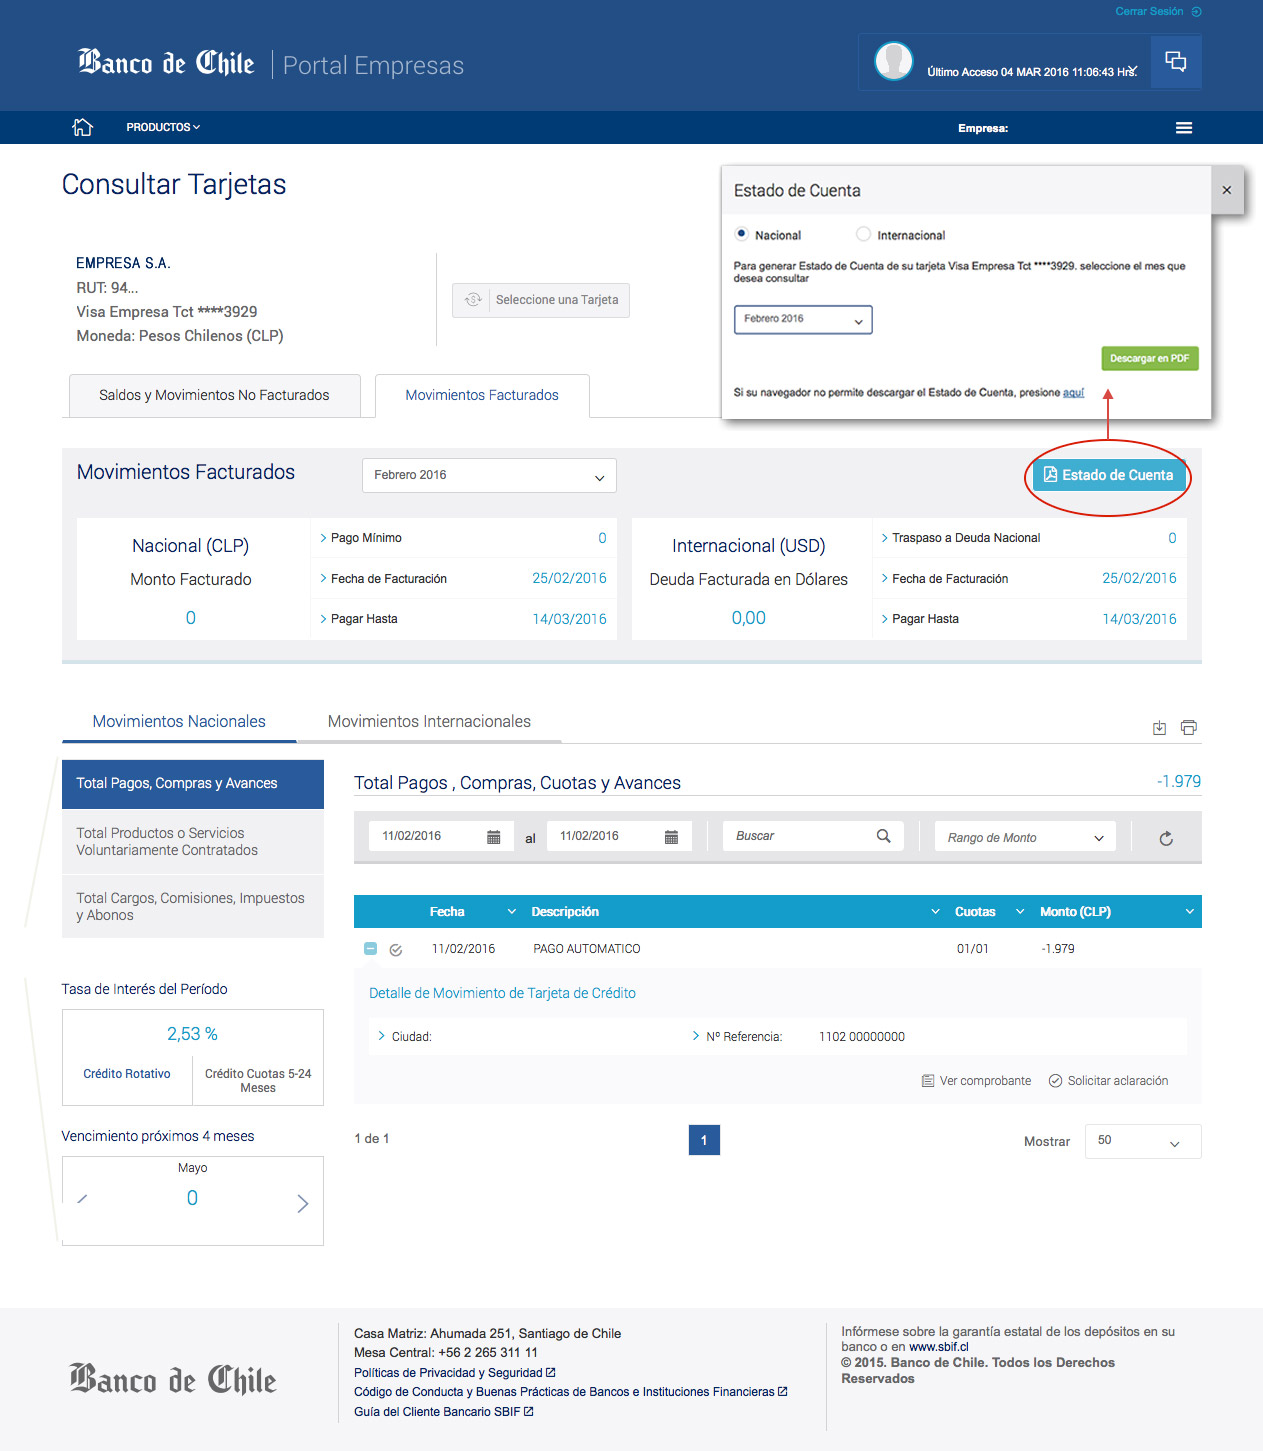 Cerrar Sesión
Banco de Chile
Portal Empresas
Último Acceso 04 MAR 2016 11:06:43 Hrs.
PRODUCTOS
Empresa:
Consultar Tarjetas
Estado de Cuenta
×
Nacional
Internacional
Para generar Estado de Cuenta de su tarjeta Visa Empresa Tct ****3929. seleccione el mes que
desea consultar
Febrero 2016
Descargar en PDF
Si su navegador no permite descargar el Estado de Cuenta, presione aquí
EMPRESA S.A.
RUT: 94...
Visa Empresa Tct ****3929
Moneda: Pesos Chilenos (CLP)
Seleccione una Tarjeta
Saldos y Movimientos No Facturados
Movimientos Facturados
Movimientos Facturados
Febrero 2016
Estado de Cuenta
Nacional (CLP)
Monto Facturado
0
Pago Mínimo 0
Fecha de Facturación 25/02/2016
Pagar Hasta 14/03/2016
Internacional (USD)
Deuda Facturada en Dólares
0,00
Traspaso a Deuda Nacional 0
Fecha de Facturación 25/02/2016
Pagar Hasta 14/03/2016
Movimientos Nacionales
Movimientos Internacionales
Total Pagos, Compras y Avances
Total Productos o Servicios
Voluntariamente Contratados
Total Cargos, Comisiones, Impuestos
y Abonos
Tasa de Interés del Período
2,53 %
Crédito Rotativo
Crédito Cuotas 5-24
Meses
Vencimiento próximos 4 meses
Mayo
0
Total Pagos , Compras, Cuotas y Avances -1.979
11/02/2016 al 11/02/2016 Buscar Rango de Monto
Fecha Descripción Cuotas Monto (CLP)
11/02/2016 PAGO AUTOMATICO 01/01 -1.979
Detalle de Movimiento de Tarjeta de Crédito
Ciudad: Nº Referencia: 1102 00000000
Ver comprobante Solicitar aclaración
1 de 1 1 Mostrar 50
Banco de Chile
Casa Matriz: Ahumada 251, Santiago de Chile
Mesa Central: +56 2 265 311 11
Políticas de Privacidad y Seguridad
Código de Conducta y Buenas Prácticas de Bancos e Instituciones Financieras
Guía del Cliente Bancario SBIF
Infórmese sobre la garantía estatal de los depósitos en su
banco o en www.sbif.cl
© 2015. Banco de Chile. Todos los Derechos
Reservados